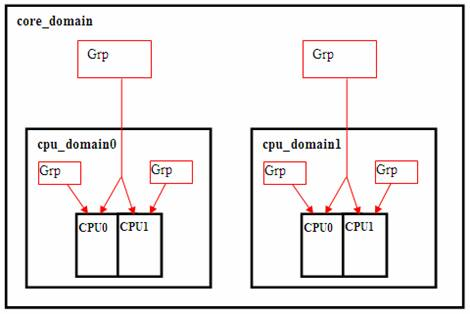 core_domain
Grp
Grp
cpu_domain0
Grp
Grp
CPU0
CPU1
cpu_domain1
Grp
Grp
CPU0
CPU1